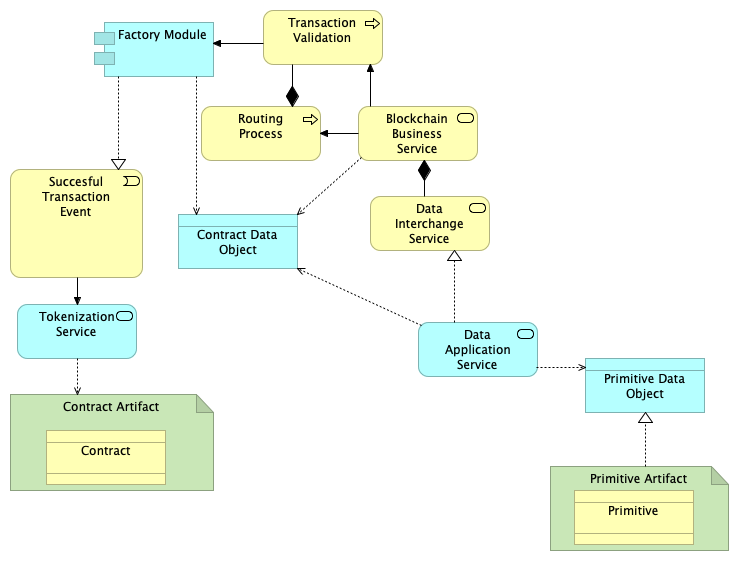 Factory Module
Transaction
Validation
Routing
Process
Blockchain
Business
Service
Succesful
Transaction
Event
Data
Interchange
Service
Contract Data
Object
Tokenization
Service
Data
Application
Service
Primitive Data
Object
Contract Artifact
Contract
Primitive Artifact
Primitive